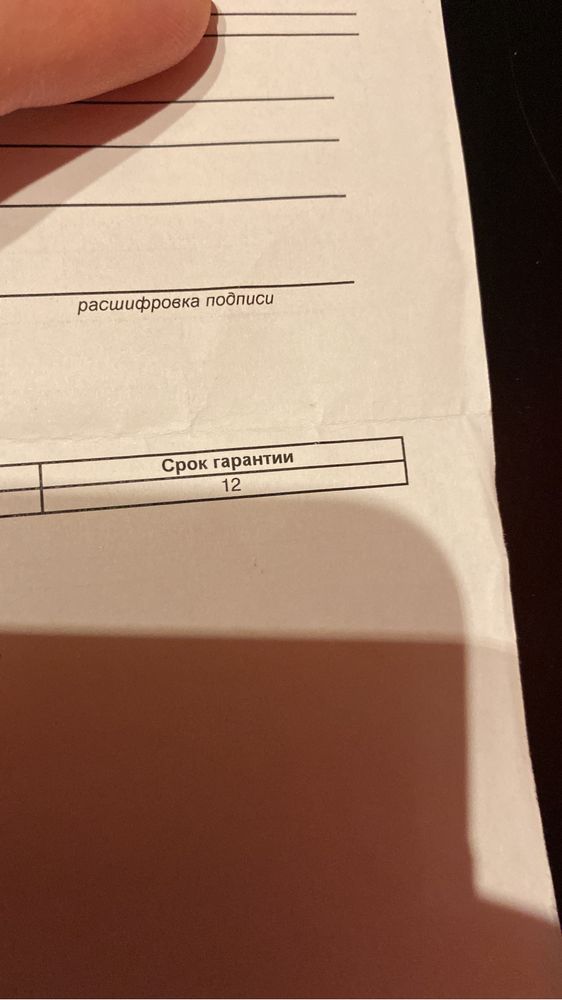 расшифровка подписи
Срок гарантии
12